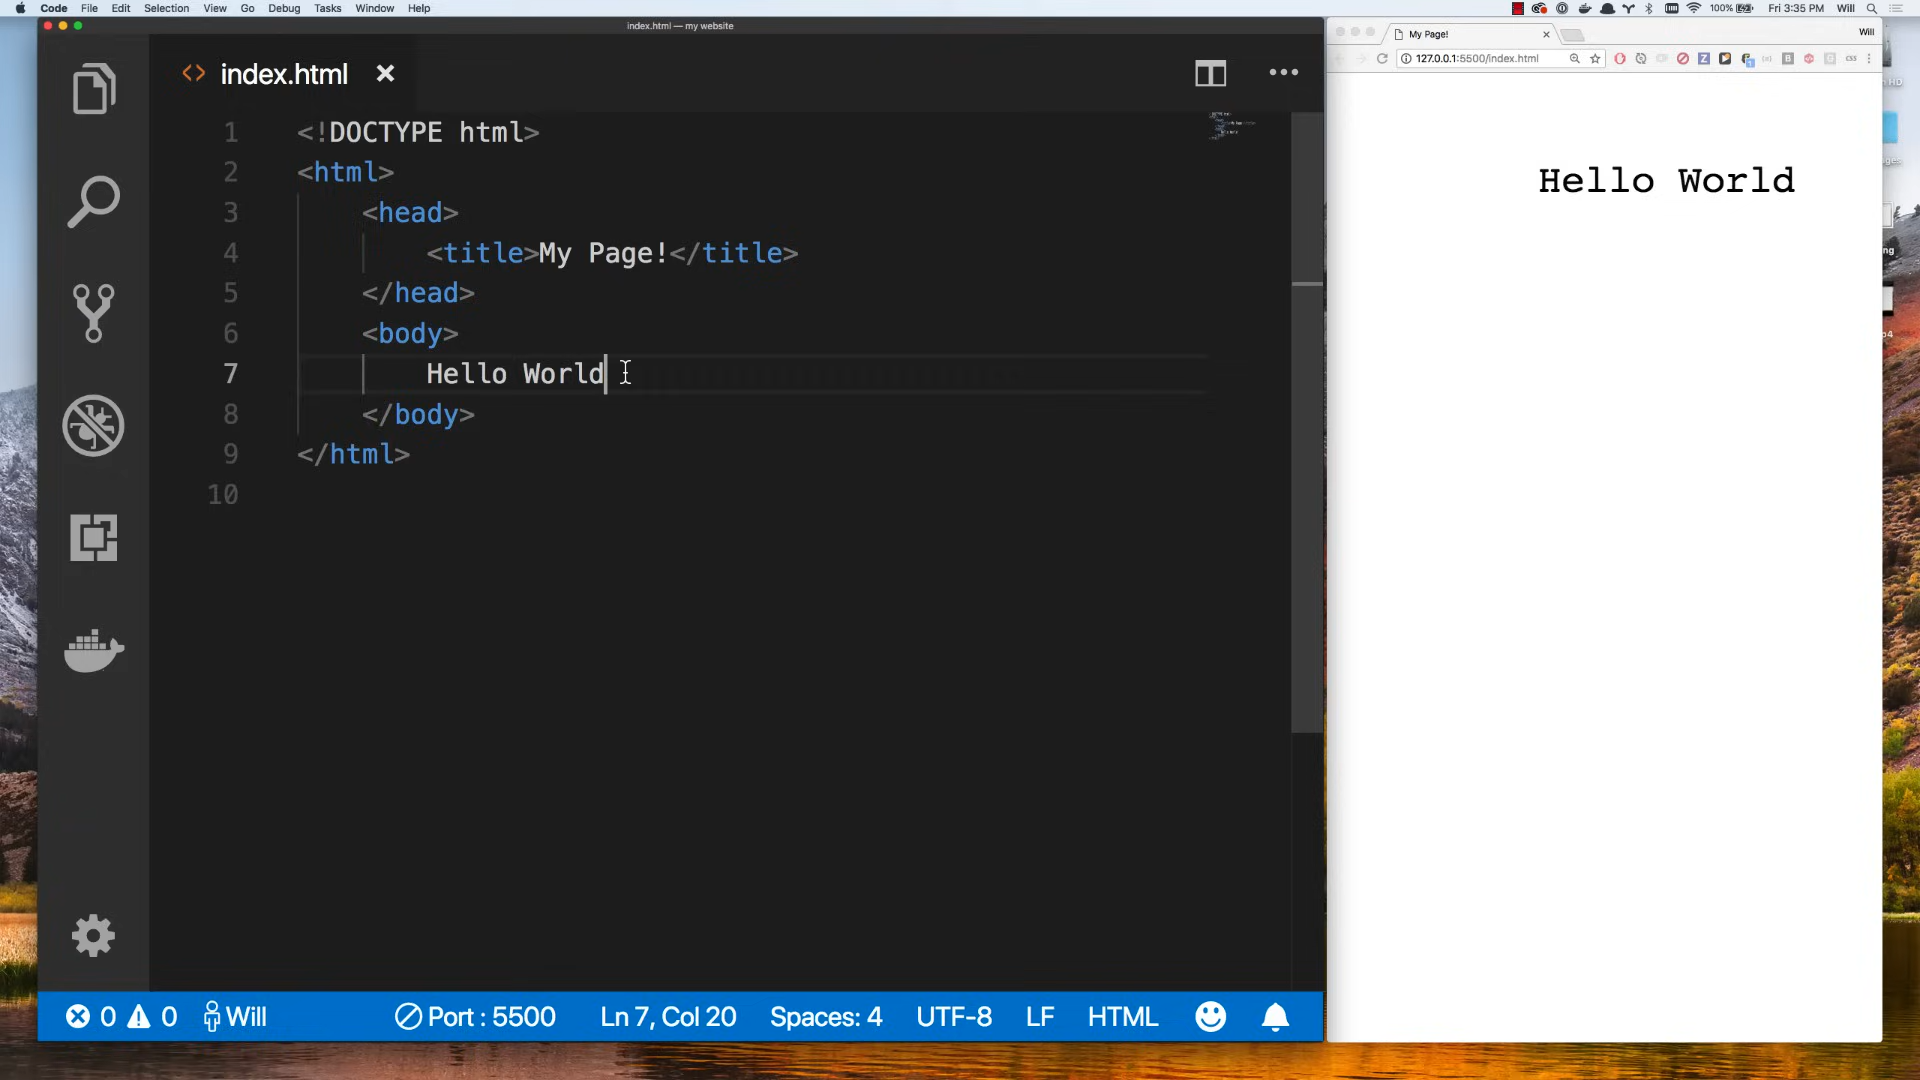 Code File Edit Selection View Go Debug Tasks Window Help
100% Fri 3:35 PM Will
index.html — my website
index.html
1 <!DOCTYPE html>
2 <html>
3 <head>
4 <title>My Page!</title>
5 </head>
6 <body>
7 Hello World
8 </body>
9 </html>
10
0 0 Will Port : 5500 Ln 7, Col 20 Spaces: 4 UTF-8 LF HTML
My Page!
Will
127.0.0.1:5500/index.html
Hello World